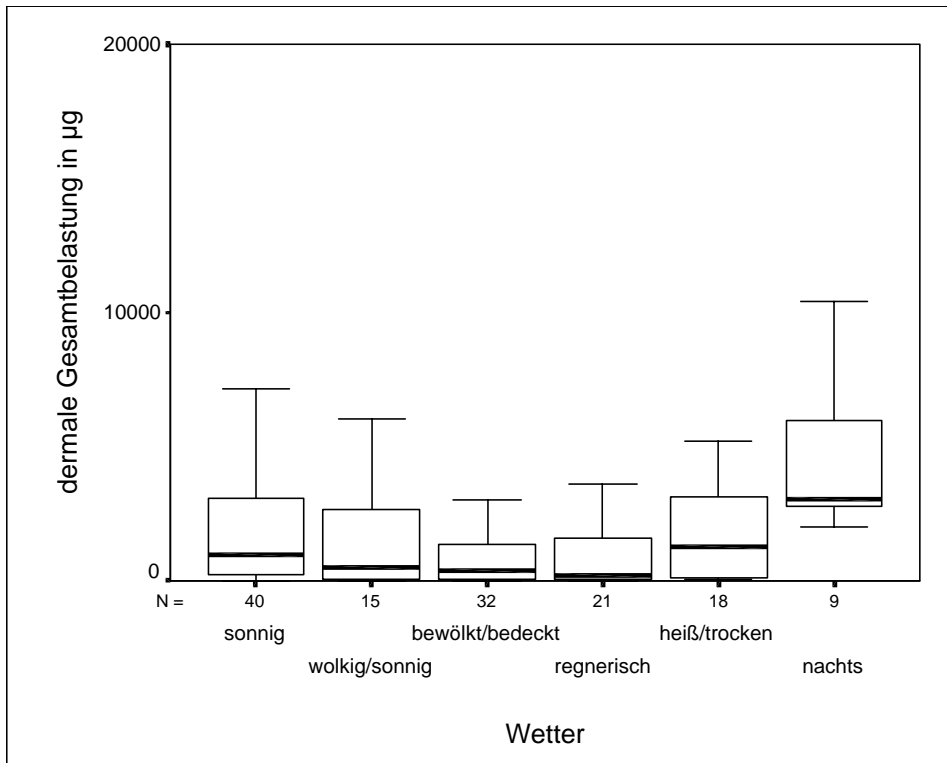 20000
dermale Gesamtbelastung in µg
10000
0
N = 40 15 32 21 18 9
sonnig bewölkt/bedeckt heiß/trocken
wolkig/sonnig regnerisch nachts
Wetter